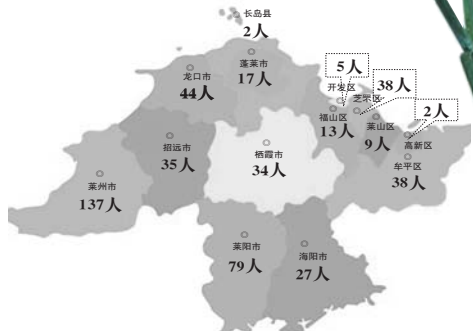 长岛县
2人
蓬莱市
17人
龙口市
44人
5人
开发区
38人
芝罘区
2人
福山区
13人
莱山区
9人
高新区
牟平区
38人
招远市
35人
栖霞市
34人
莱州市
137人
莱阳市
79人
海阳市
27人